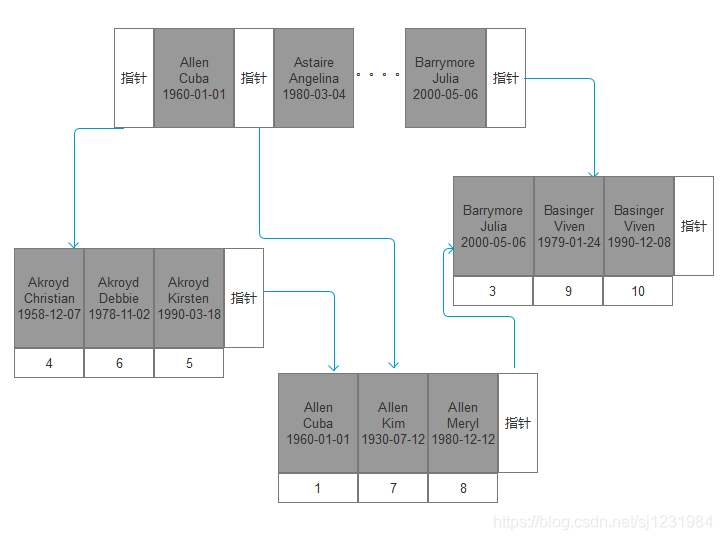 指针
Allen
Cuba
1960-01-01
指针
Astaire
Angelina
1980-03-04
。。。。
Barrymore
Julia
2000-05-06
指针
Barrymore
Julia
2000-05-06
Basinger
Viven
1979-01-24
Basinger
Viven
1990-12-08
指针
3
9
10
Akroyd
Christian
1958-12-07
Akroyd
Debbie
1978-11-02
Akroyd
Kirsten
1990-03-18
指针
4
6
5
Allen
Cuba
1960-01-01
Allen
Kim
1930-07-12
Allen
Meryl
1980-12-12
指针
1
7
8
https://blog.csdn.net/sj1231984